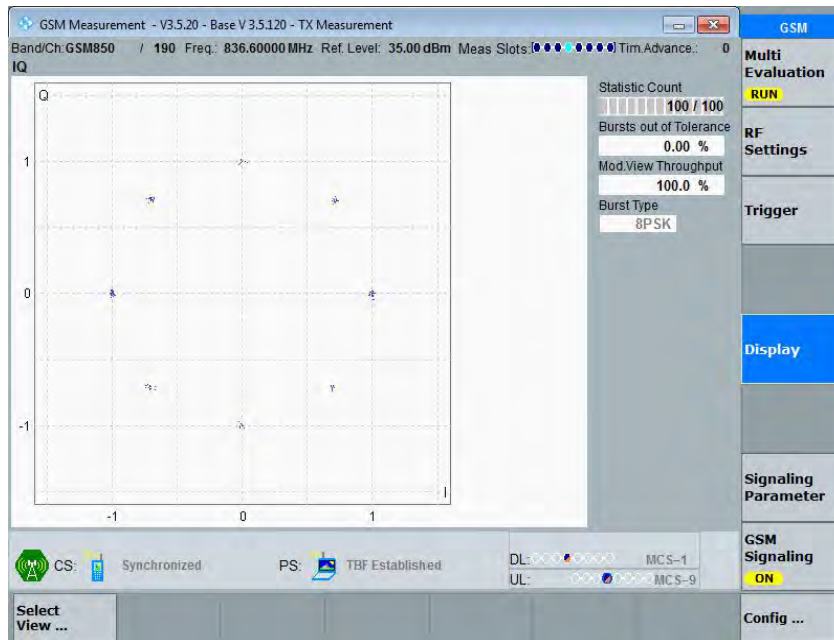 GSM Measurement - V3.5.20 - Base V 3.5.120 - TX Measurement
GSM
Band/Ch: GSM850 / 190 Freq.: 836.60000 MHz Ref. Level: 35.00 dBm Meas Slots: Tim.Advance.: 0
IQ
Multi
Evaluation
RUN
Statistic Count
100 / 100
Bursts out of Tolerance
0.00 %
Mod.View Throughput
100.0 %
Burst Type
8PSK
RF
Settings
Trigger
Display
Signaling
Parameter
GSM
Signaling
ON
Config ...
Q
1
0
-1
I
-1 0 1
CS: Synchronized PS: TBF Established DL: MCS-1
UL: MCS-9
Select
View ...